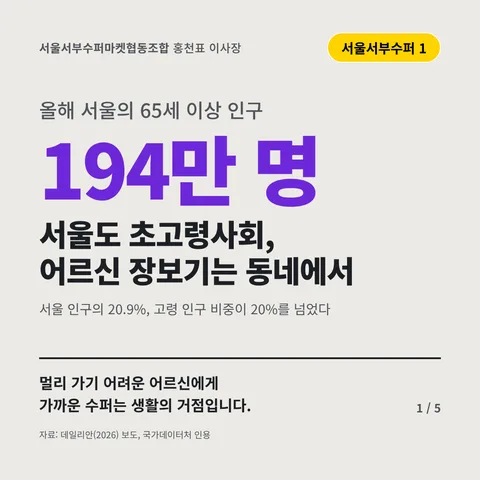 서울서부수퍼마켓협동조합 홍천표 이사장
서울서부수퍼 1
올해 서울의 65세 이상 인구
194만 명
서울도 초고령사회,
어르신 장보기는 동네에서
서울 인구의 20.9%, 고령 인구 비중이 20%를 넘었다
멀리 가기 어려운 어르신에게
가까운 수퍼는 생활의 거점입니다.
1 / 5
자료: 데일리안(2026) 보도, 국가데이터처 인용